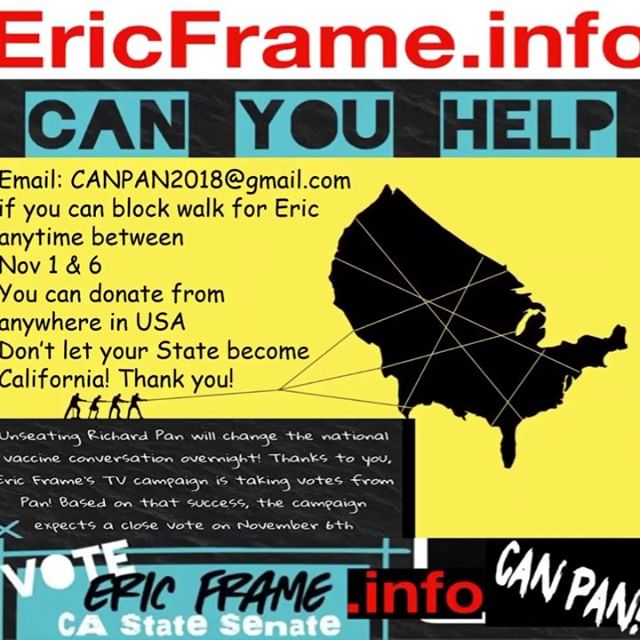 EricFrame.info
CAN YOU HELP
Email: CANPAN2018@gmail.com
if you can block walk for Eric
anytime between
Nov 1 & 6
You can donate from
anywhere in USA
Don't let your State become
California! Thank you!
Unseating Richard Pan will change the national
vaccine conversation overnight! Thanks to you,
Eric Frame's TV campaign is taking votes from
Pan! Based on that success, the campaign
expects a close vote on November 6th
VOTE
ERIC FRAME .info
CA State Senate
CAN PAN!